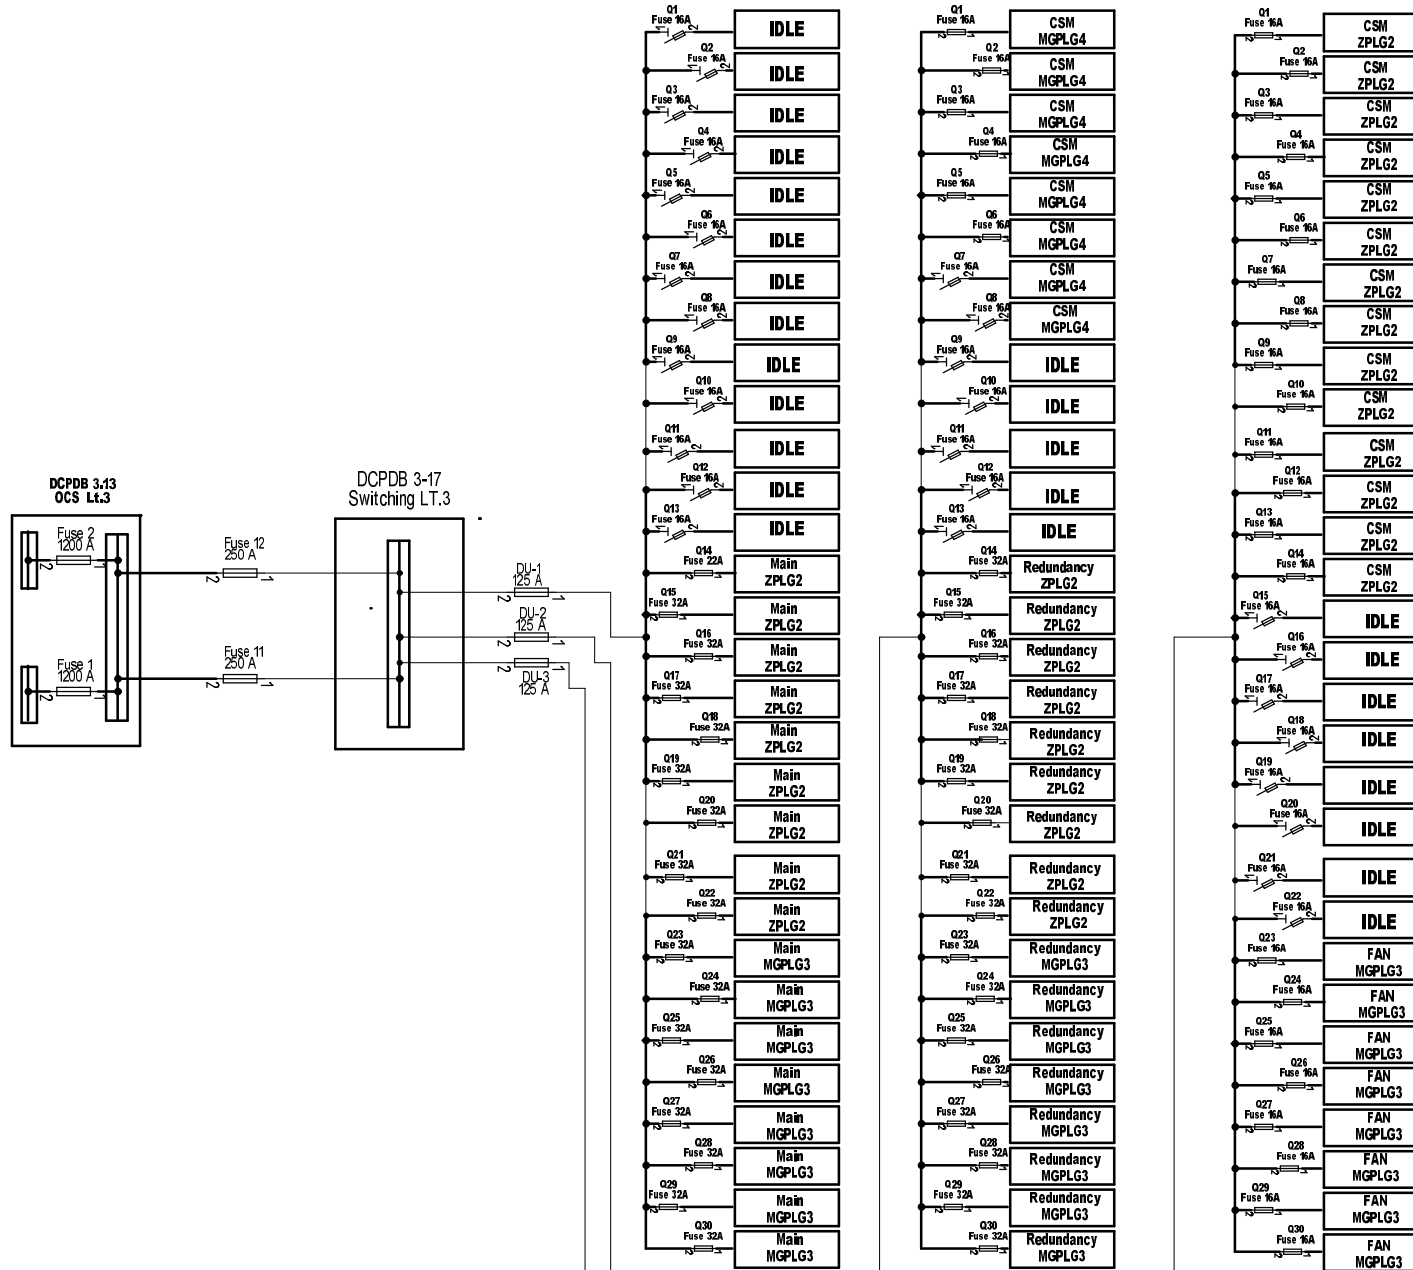 DCPDB 3.13
OCS Lt.3
Fuse 2
1200 A
2
1
Fuse 1
1200 A
2
1
Fuse 12
250 A
2
1
Fuse 11
250 A
2
1
DCPDB 3-17
Switching LT.3
DU-1
125 A
2
1
DU-2
125 A
2
1
DU-3
125 A
2
1
Q1
Fuse 16A
IDLE
Q2
Fuse 16A
IDLE
Q3
Fuse 16A
IDLE
Q4
Fuse 16A
IDLE
Q5
Fuse 16A
IDLE
Q6
Fuse 16A
IDLE
Q7
Fuse 16A
IDLE
Q8
Fuse 16A
IDLE
Q9
Fuse 16A
IDLE
Q10
Fuse 16A
IDLE
Q11
Fuse 16A
IDLE
Q12
Fuse 16A
IDLE
Q13
Fuse 16A
IDLE
Q14
Fuse 22A
Main
ZPLG2
Q15
Fuse 32A
Main
ZPLG2
Q16
Fuse 32A
Main
ZPLG2
Q17
Fuse 32A
Main
ZPLG2
Q18
Fuse 32A
Main
ZPLG2
Q19
Fuse 32A
Main
ZPLG2
Q20
Fuse 32A
Main
ZPLG2
Q21
Fuse 32A
Main
ZPLG2
Q22
Fuse 32A
Main
ZPLG2
Q23
Fuse 32A
Main
MGPLG3
Q24
Fuse 32A
Main
MGPLG3
Q25
Fuse 32A
Main
MGPLG3
Q26
Fuse 32A
Main
MGPLG3
Q27
Fuse 32A
Main
MGPLG3
Q28
Fuse 32A
Main
MGPLG3
Q29
Fuse 32A
Main
MGPLG3
Q30
Fuse 32A
Main
MGPLG3
Q1
Fuse 16A
CSM
MGPLG4
Q2
Fuse 16A
CSM
MGPLG4
Q3
Fuse 16A
CSM
MGPLG4
Q4
Fuse 16A
CSM
MGPLG4
Q5
Fuse 16A
CSM
MGPLG4
Q6
Fuse 16A
CSM
MGPLG4
Q7
Fuse 16A
CSM
MGPLG4
Q8
Fuse 16A
CSM
MGPLG4
Q9
Fuse 16A
IDLE
Q10
Fuse 16A
IDLE
Q11
Fuse 16A
IDLE
Q12
Fuse 16A
IDLE
Q13
Fuse 16A
IDLE
Q14
Fuse 32A
Redundancy
ZPLG2
Q15
Fuse 32A
Redundancy
ZPLG2
Q16
Fuse 32A
Redundancy
ZPLG2
Q17
Fuse 32A
Redundancy
ZPLG2
Q18
Fuse 32A
Redundancy
ZPLG2
Q19
Fuse 32A
Redundancy
ZPLG2
Q20
Fuse 32A
Redundancy
ZPLG2
Q21
Fuse 32A
Redundancy
ZPLG2
Q22
Fuse 32A
Redundancy
ZPLG2
Q23
Fuse 32A
Redundancy
MGPLG3
Q24
Fuse 32A
Redundancy
MGPLG3
Q25
Fuse 32A
Redundancy
MGPLG3
Q26
Fuse 32A
Redundancy
MGPLG3
Q27
Fuse 32A
Redundancy
MGPLG3
Q28
Fuse 32A
Redundancy
MGPLG3
Q29
Fuse 32A
Redundancy
MGPLG3
Q30
Fuse 32A
Redundancy
MGPLG3
Q1
Fuse 16A
CSM
ZPLG2
Q2
Fuse 16A
CSM
ZPLG2
Q3
Fuse 16A
CSM
ZPLG2
Q4
Fuse 16A
CSM
ZPLG2
Q5
Fuse 16A
CSM
ZPLG2
Q6
Fuse 16A
CSM
ZPLG2
Q7
Fuse 16A
CSM
ZPLG2
Q8
Fuse 16A
CSM
ZPLG2
Q9
Fuse 16A
CSM
ZPLG2
Q10
Fuse 16A
CSM
ZPLG2
Q11
Fuse 16A
CSM
ZPLG2
Q12
Fuse 16A
CSM
ZPLG2
Q13
Fuse 16A
CSM
ZPLG2
Q14
Fuse 16A
CSM
ZPLG2
Q15
Fuse 16A
IDLE
Q16
Fuse 16A
IDLE
Q17
Fuse 16A
IDLE
Q18
Fuse 16A
IDLE
Q19
Fuse 16A
IDLE
Q20
Fuse 16A
IDLE
Q21
Fuse 16A
IDLE
Q22
Fuse 16A
IDLE
Q23
Fuse 16A
FAN
MGPLG3
Q24
Fuse 16A
FAN
MGPLG3
Q25
Fuse 16A
FAN
MGPLG3
Q26
Fuse 16A
FAN
MGPLG3
Q27
Fuse 16A
FAN
MGPLG3
Q28
Fuse 16A
FAN
MGPLG3
Q29
Fuse 16A
FAN
MGPLG3
Q30
Fuse 16A
FAN
MGPLG3